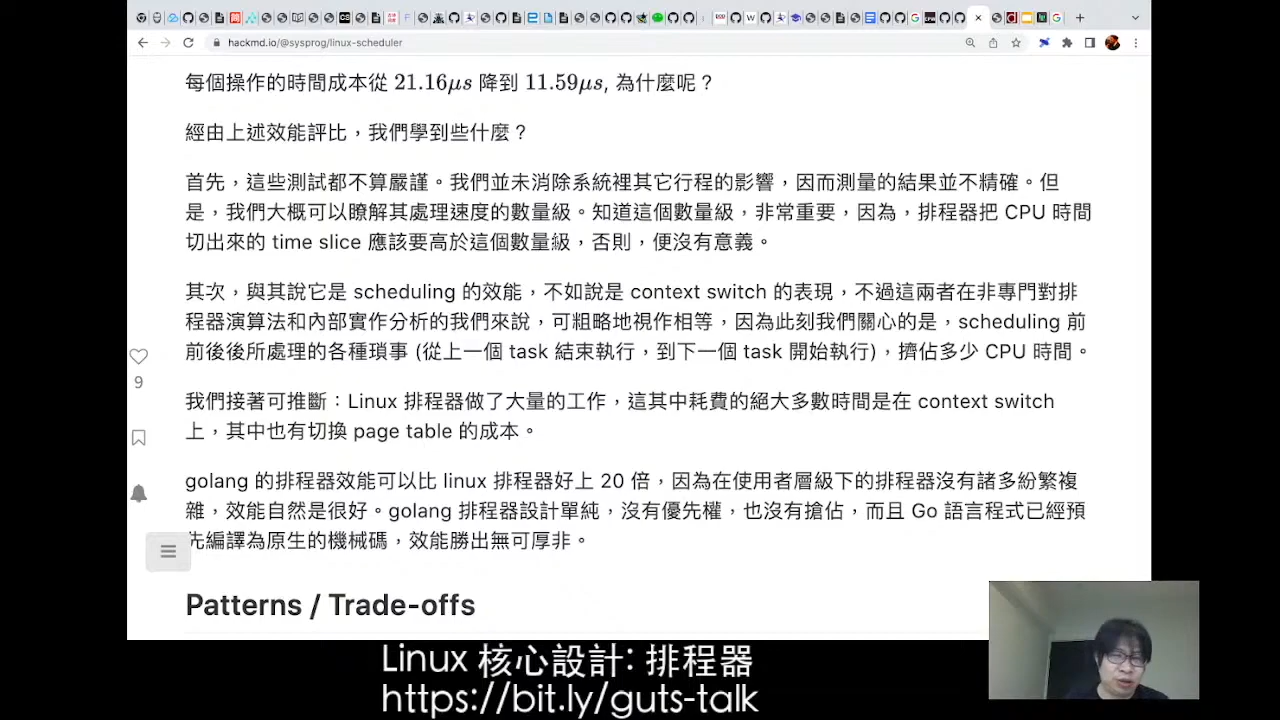 hackmd.io/@sysprog/linux-scheduler
每個操作的時間成本從 21.16μs 降到 11.59μs, 為什麼呢？
經由上述效能評比，我們學到些什麼？
首先，這些測試都不算嚴謹。我們並未消除系統裡其它行程的影響，因而測量的結果並不精確。但
是，我們大概可以瞭解其處理速度的數量級。知道這個數量級，非常重要，因為，排程器把 CPU 時間
切出來的 time slice 應該要高於這個數量級，否則，便沒有意義。
其次，與其說它是 scheduling 的效能，不如說是 context switch 的表現，不過這兩者在非專門對排
程器演算法和內部實作分析的我們來說，可粗略地視作相等，因為此刻我們關心的是，scheduling 前
前後後所處理的各種瑣事 (從上一個 task 結束執行，到下一個 task 開始執行)，擠佔多少 CPU 時間。
9
我們接著可推斷：Linux 排程器做了大量的工作，這其中耗費的絕大多數時間是在 context switch
上，其中也有切換 page table 的成本。
golang 的排程器效能可以比 linux 排程器好上 20 倍，因為在使用者層級下的排程器沒有諸多紛繁複
雜，效能自然是很好。golang 排程器設計單純，沒有優先權，也沒有搶佔，而且 Go 語言程式已經預
先編譯為原生的機械碼，效能勝出無可厚非。
Patterns / Trade-offs
Linux 核心設計: 排程器
https://bit.ly/guts-talk